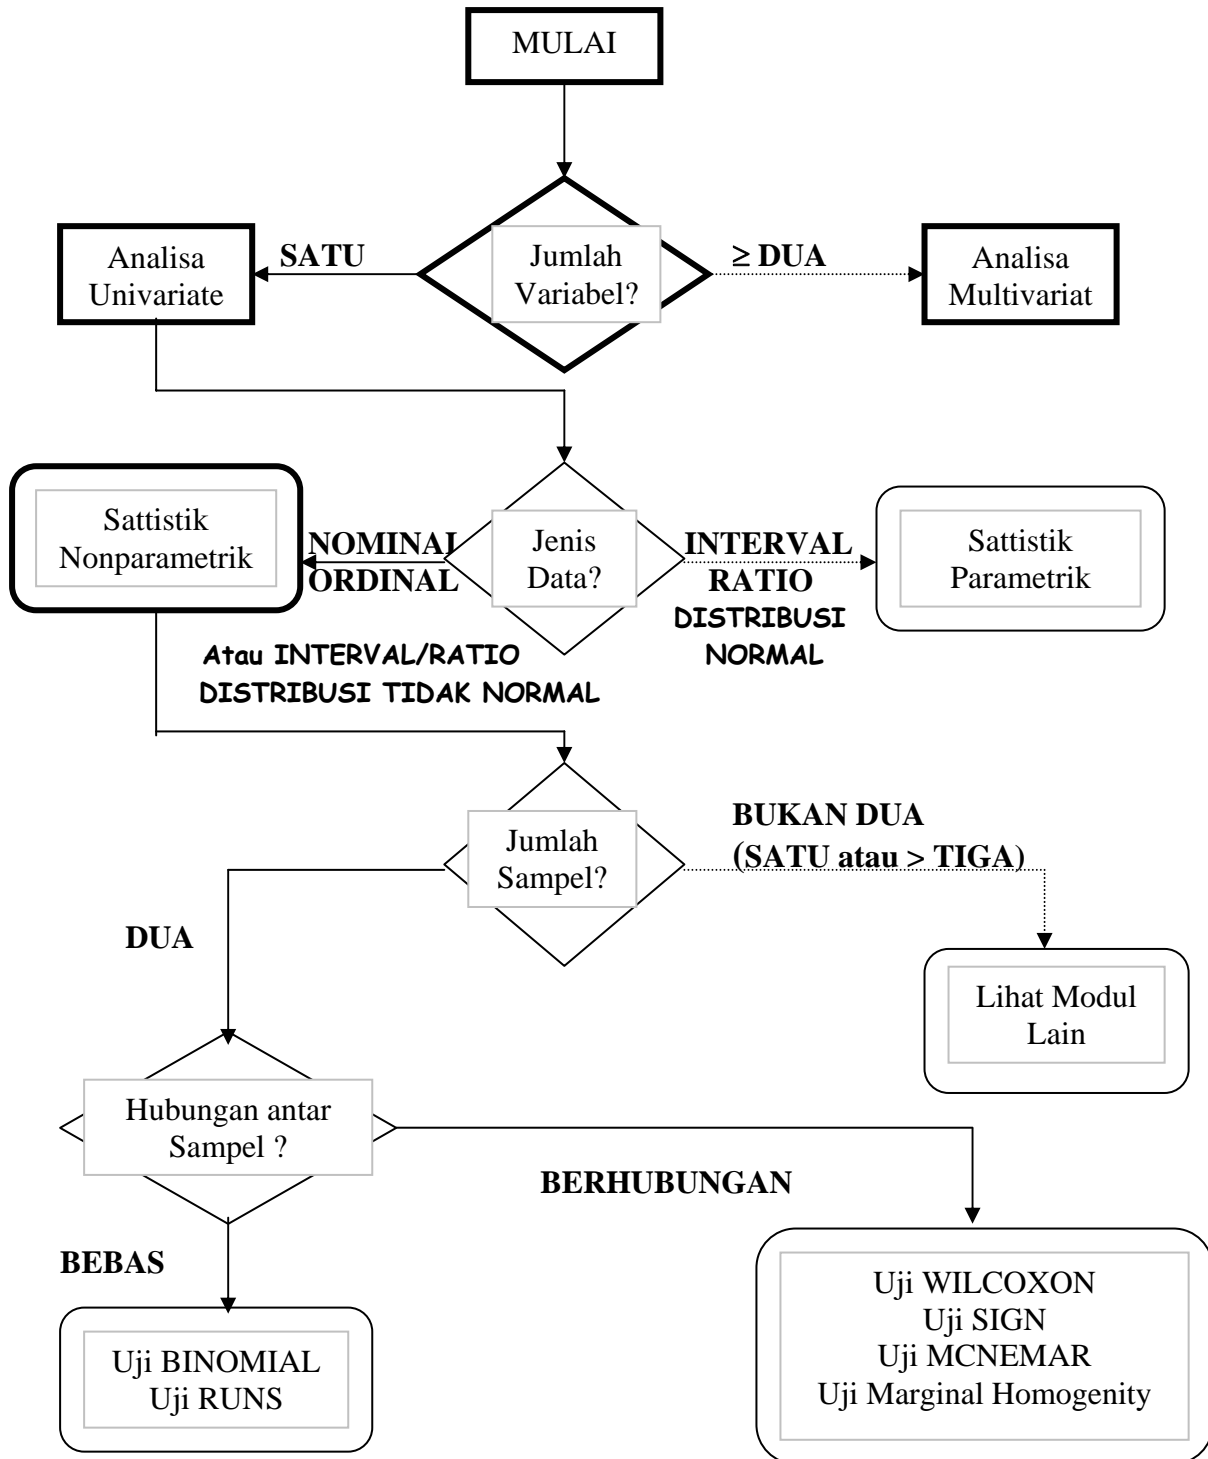 MULAI
SATU
≥ DUA
Analisa
Univariate
Jumlah
Variabel?
Analisa
Multivariat
Sattistik
Nonparametrik
NOMINAL
ORDINAL
Jenis
Data?
INTERVAL
RATIO
DISTRIBUSI
NORMAL
Sattistik
Parametrik
Atau INTERVAL/RATIO
DISTRIBUSI TIDAK NORMAL
Jumlah
Sampel?
BUKAN DUA
(SATU atau > TIGA)
DUA
Lihat Modul
Lain
Hubungan antar
Sampel ?
BERHUBUNGAN
BEBAS
Uji BINOMIAL
Uji RUNS
Uji WILCOXON
Uji SIGN
Uji MCNEMAR
Uji Marginal Homogenity